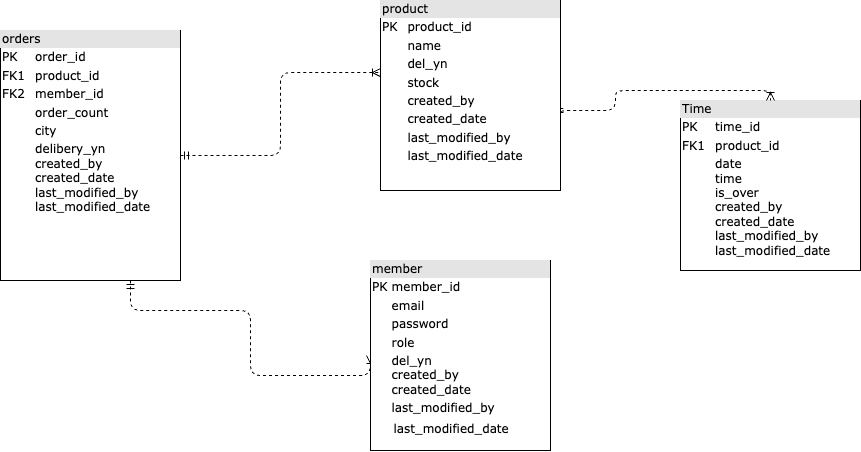 orders
PK order_id
FK1 product_id
FK2 member_id
order_count
city
delibery_yn
created_by
created_date
last_modified_by
last_modified_date
product
PK product_id
name
del_yn
stock
created_by
created_date
last_modified_by
last_modified_date
Time
PK time_id
FK1 product_id
date
time
is_over
created_by
created_date
last_modified_by
last_modified_date
member
PK member_id
email
password
role
del_yn
created_by
created_date
last_modified_by
last_modified_date